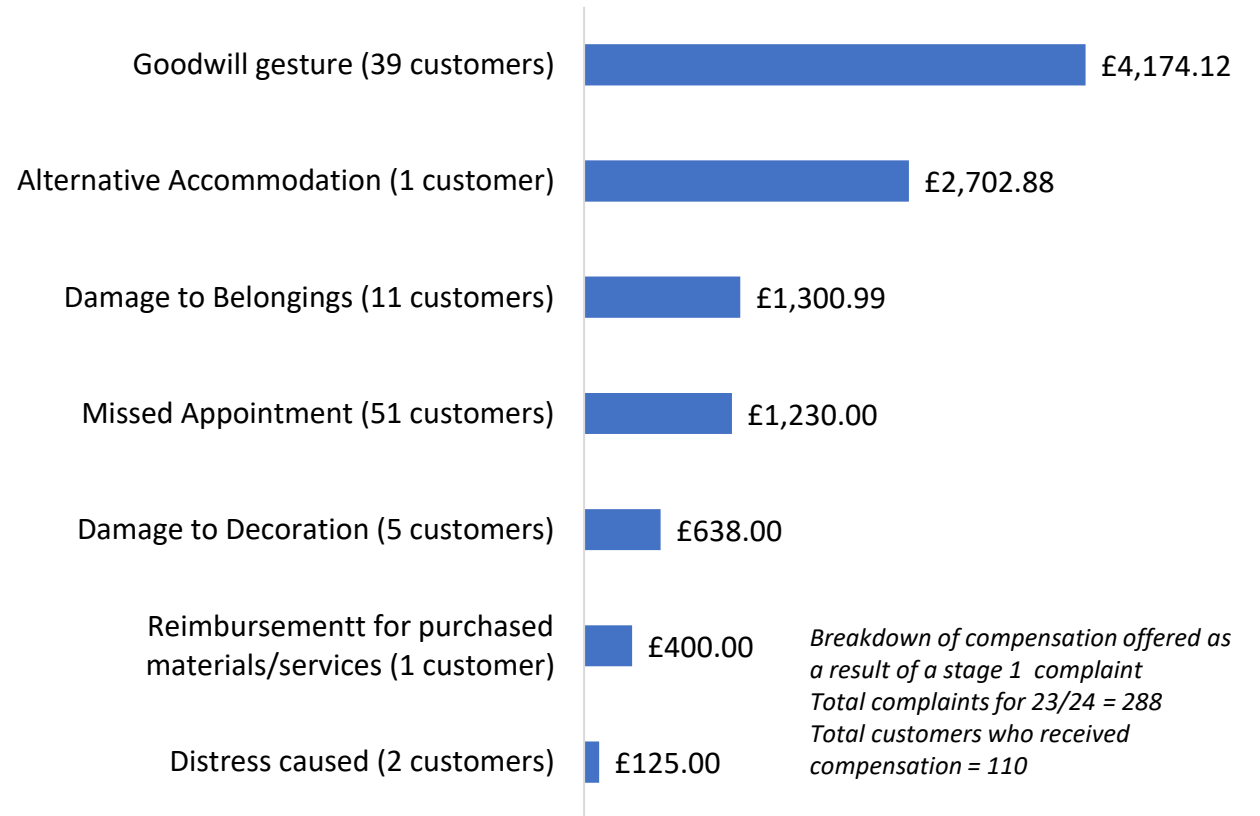 Goodwill gesture (39 customers)
£4,174.12
Alternative Accommodation (1 customer)
£2,702.88
Damage to Belongings (11 customers)
£1,300.99
Missed Appointment (51 customers)
£1,230.00
Damage to Decoration (5 customers)
£638.00
Reimbursementt for purchased
materials/services (1 customer)
£400.00
Distress caused (2 customers)
£125.00
Breakdown of compensation offered as
a result of a stage 1 complaint
Total complaints for 23/24 = 288
Total customers who received
compensation = 110